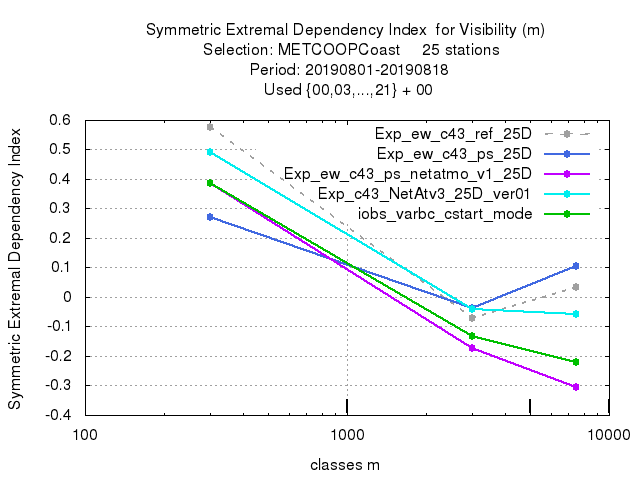 Symmetric Extremal Dependency Index for Visibility (m)
Selection: METCOOPCoast 25 stations
Period: 20190801-20190818
Used {00,03,...,21} + 00
Symmetric Extremal Dependency Index
0.6
0.5
0.4
0.3
0.2
0.1
0
-0.1
-0.2
-0.3
-0.4
Exp_ew_c43_ref_25D
Exp_ew_c43_ps_25D
Exp_ew_c43_ps_netatmo_v1_25D
Exp_c43_NetAtv3_25D_ver01
iobs_varbc_cstart_mode
100 1000 10000
classes m